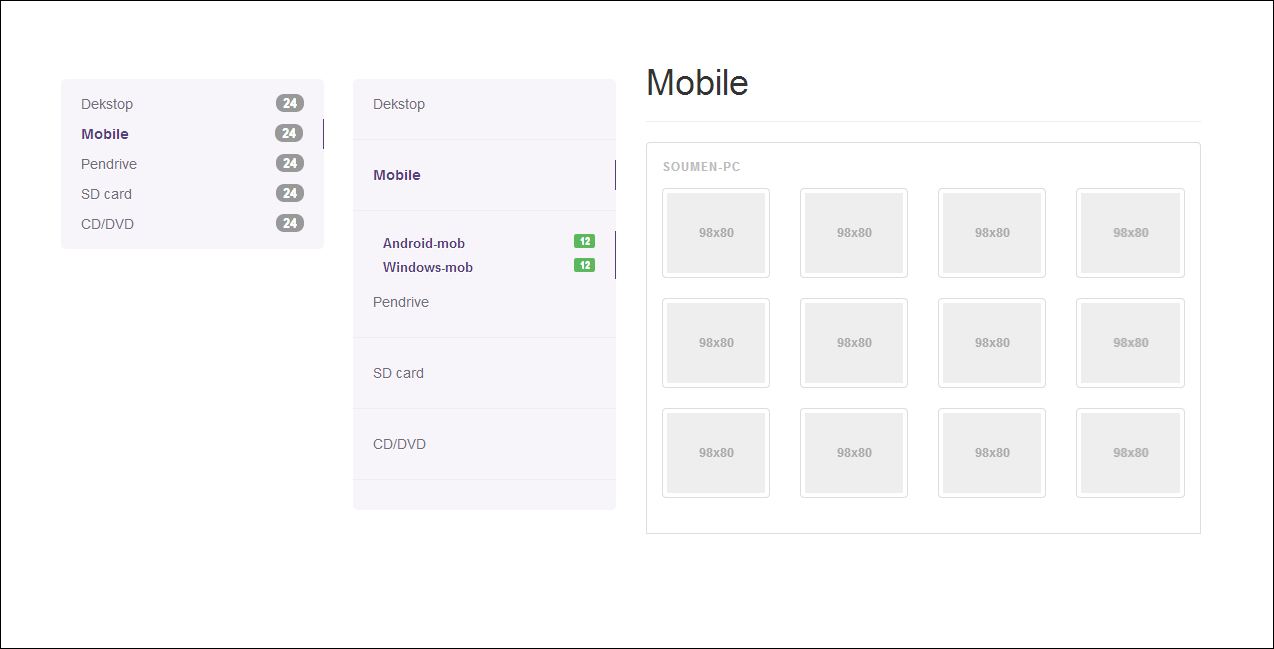 Dekstop 24
Mobile 24
Pendrive 24
SD card 24
CD/DVD 24
Dekstop
Mobile
Android-mob 12
Windows-mob 12
Pendrive
SD card
CD/DVD
Mobile
SOUMEN-PC
98x80 98x80 98x80 98x80
98x80 98x80 98x80 98x80
98x80 98x80 98x80 98x80